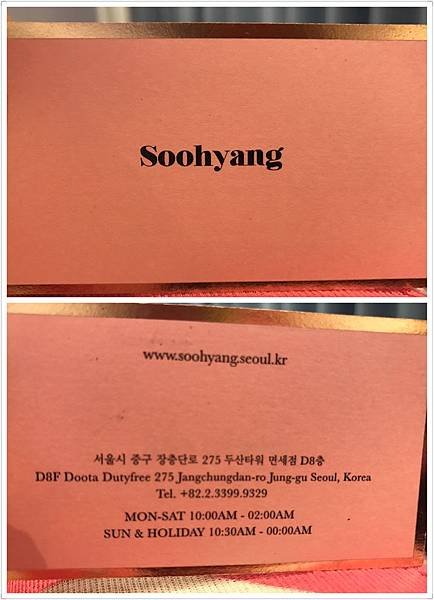 Soohyang
www.soohyang.seoul.kr
서울시 중구 장충단로 275 두산타워 면세점 D8층
D8F Doota Dutyfree 275 Jangchungdan-ro Jung-gu Seoul, Korea
Tel. +82.2.3399.9329
MON-SAT 10:00AM - 02:00AM
SUN & HOLIDAY 10:30AM - 00:00AM